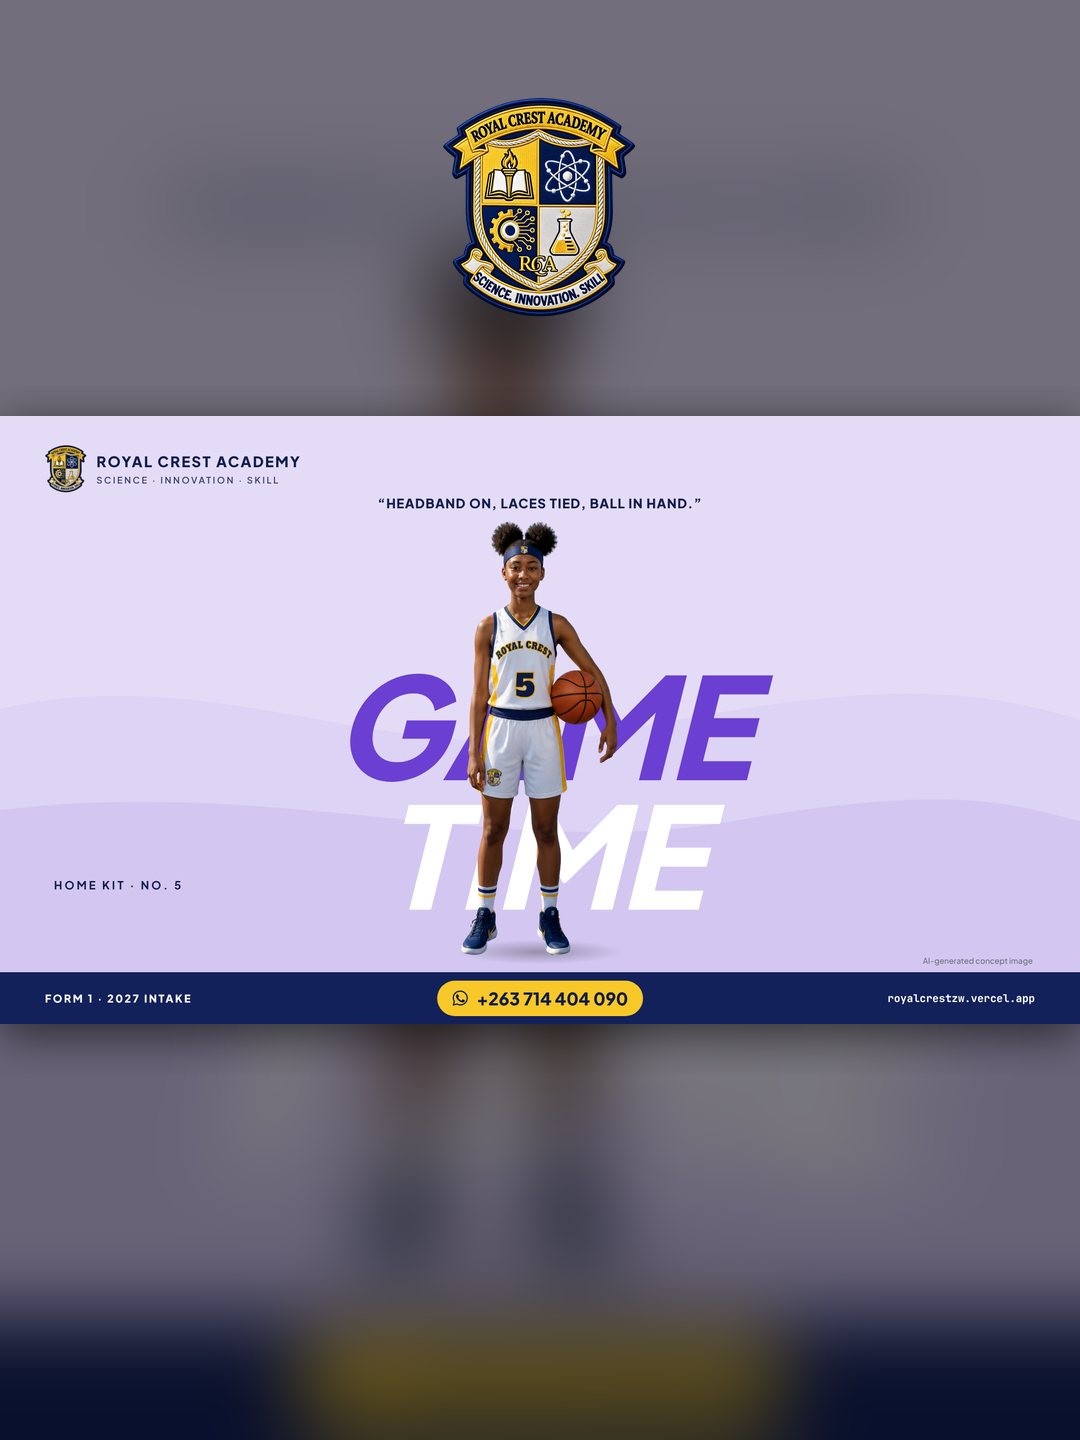 ROYAL CREST ACADEMY
RCA
SCIENCE. INNOVATION. SKILL
ROYAL CREST ACADEMY
SCIENCE · INNOVATION · SKILL
“HEADBAND ON, LACES TIED, BALL IN HAND.”
ROYAL CREST
5
GAME
TIME
HOME KIT · NO. 5
AI-generated concept image
FORM 1 · 2027 INTAKE
+263 714 404 090
royalcrestzw.vercel.app